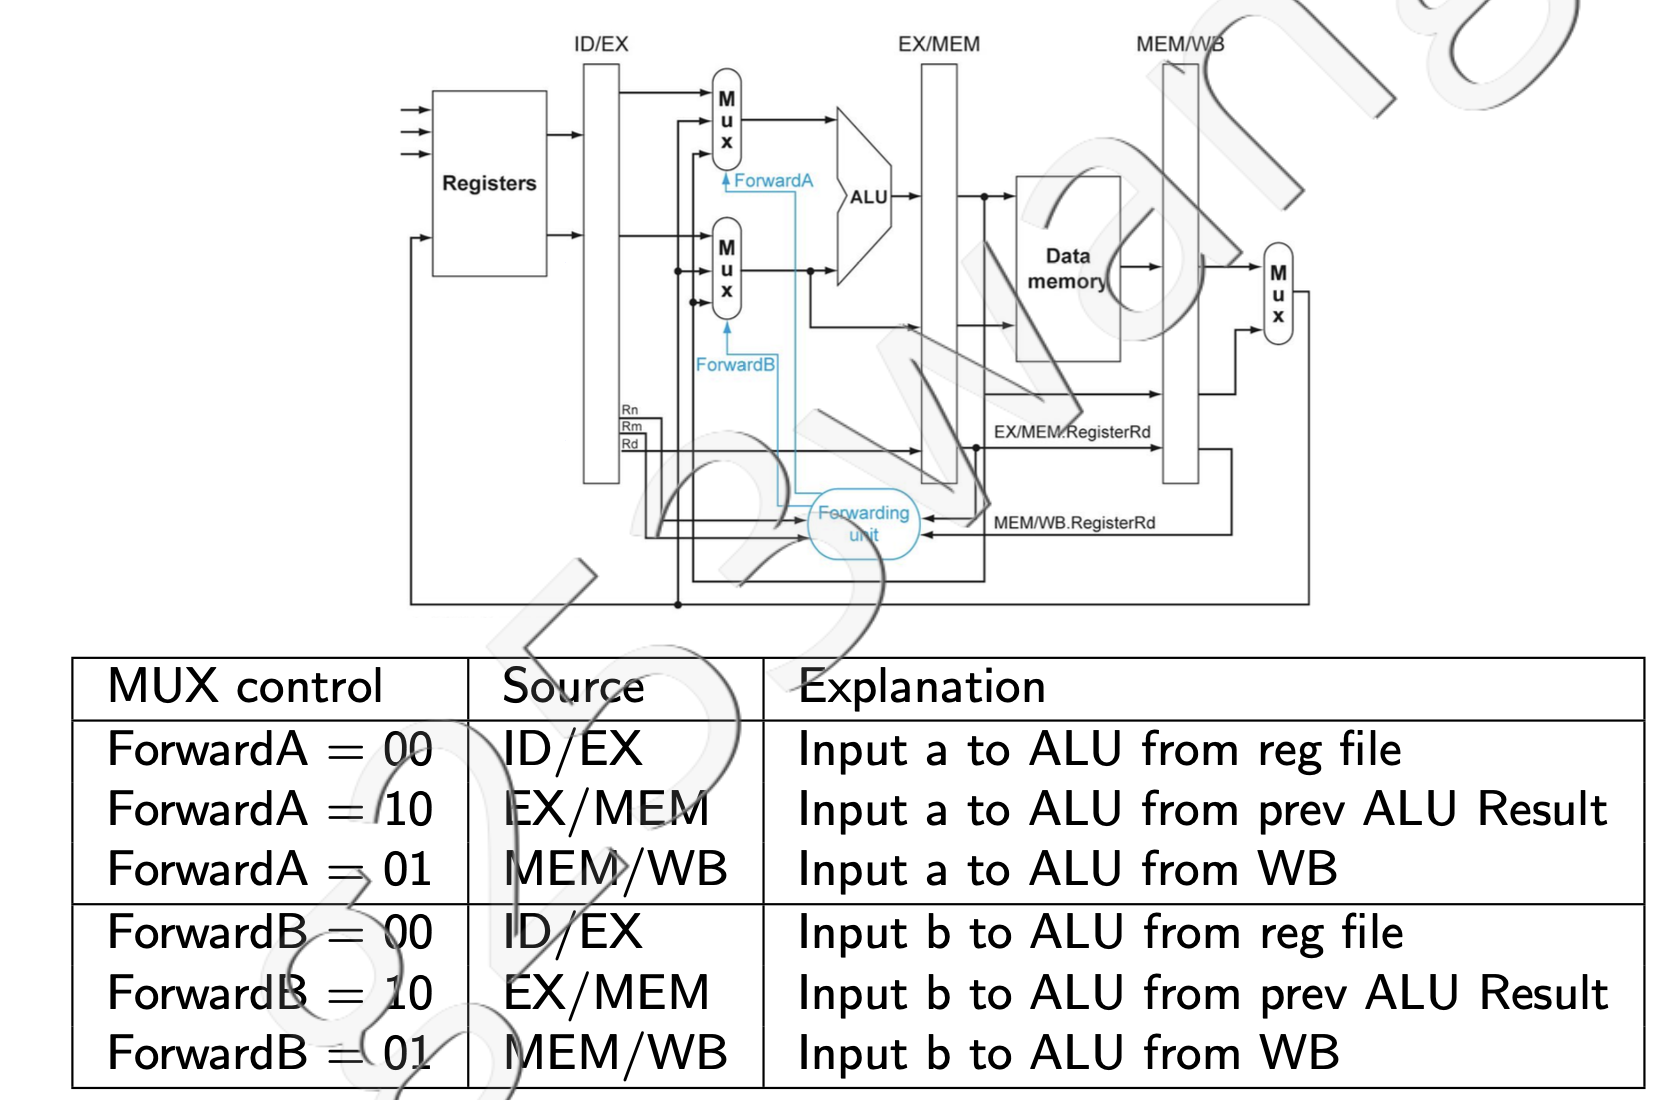 ID/EX
EX/MEM
MEM/WB
Registers
Mux
ForwardA
ALU
Mux
ForwardB
Data
memory
Mux
Rn
Rm
Rd
EX/MEM.RegisterRd
Forwarding
unit
MEM/WB.RegisterRd
MUX control Source Explanation
ForwardA = 00 ID/EX Input a to ALU from reg file
ForwardA = 10 EX/MEM Input a to ALU from prev ALU Result
ForwardA = 01 MEM/WB Input a to ALU from WB
ForwardB = 00 ID/EX Input b to ALU from reg file
ForwardB = 10 EX/MEM Input b to ALU from prev ALU Result
ForwardB = 01 MEM/WB Input b to ALU from WB
g253wang